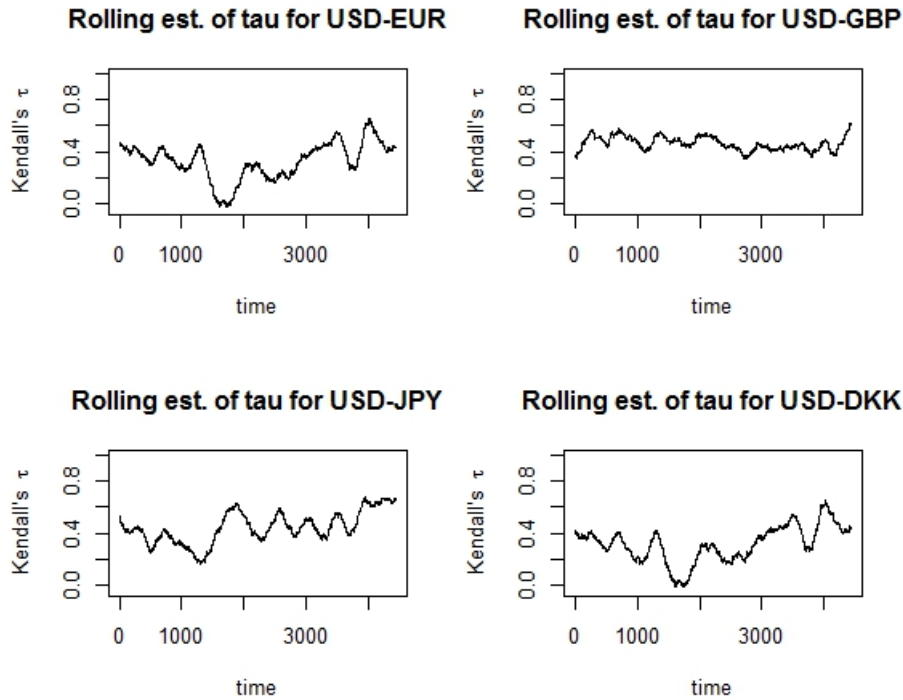 Rolling est. of tau for USD-EUR
Kendall's τ
0.0 0.4 0.8
0 1000 3000
time
Rolling est. of tau for USD-GBP
Kendall's τ
0.0 0.4 0.8
0 1000 3000
time
Rolling est. of tau for USD-JPY
Kendall's τ
0.0 0.4 0.8
0 1000 3000
time
Rolling est. of tau for USD-DKK
Kendall's τ
0.0 0.4 0.8
0 1000 3000
time